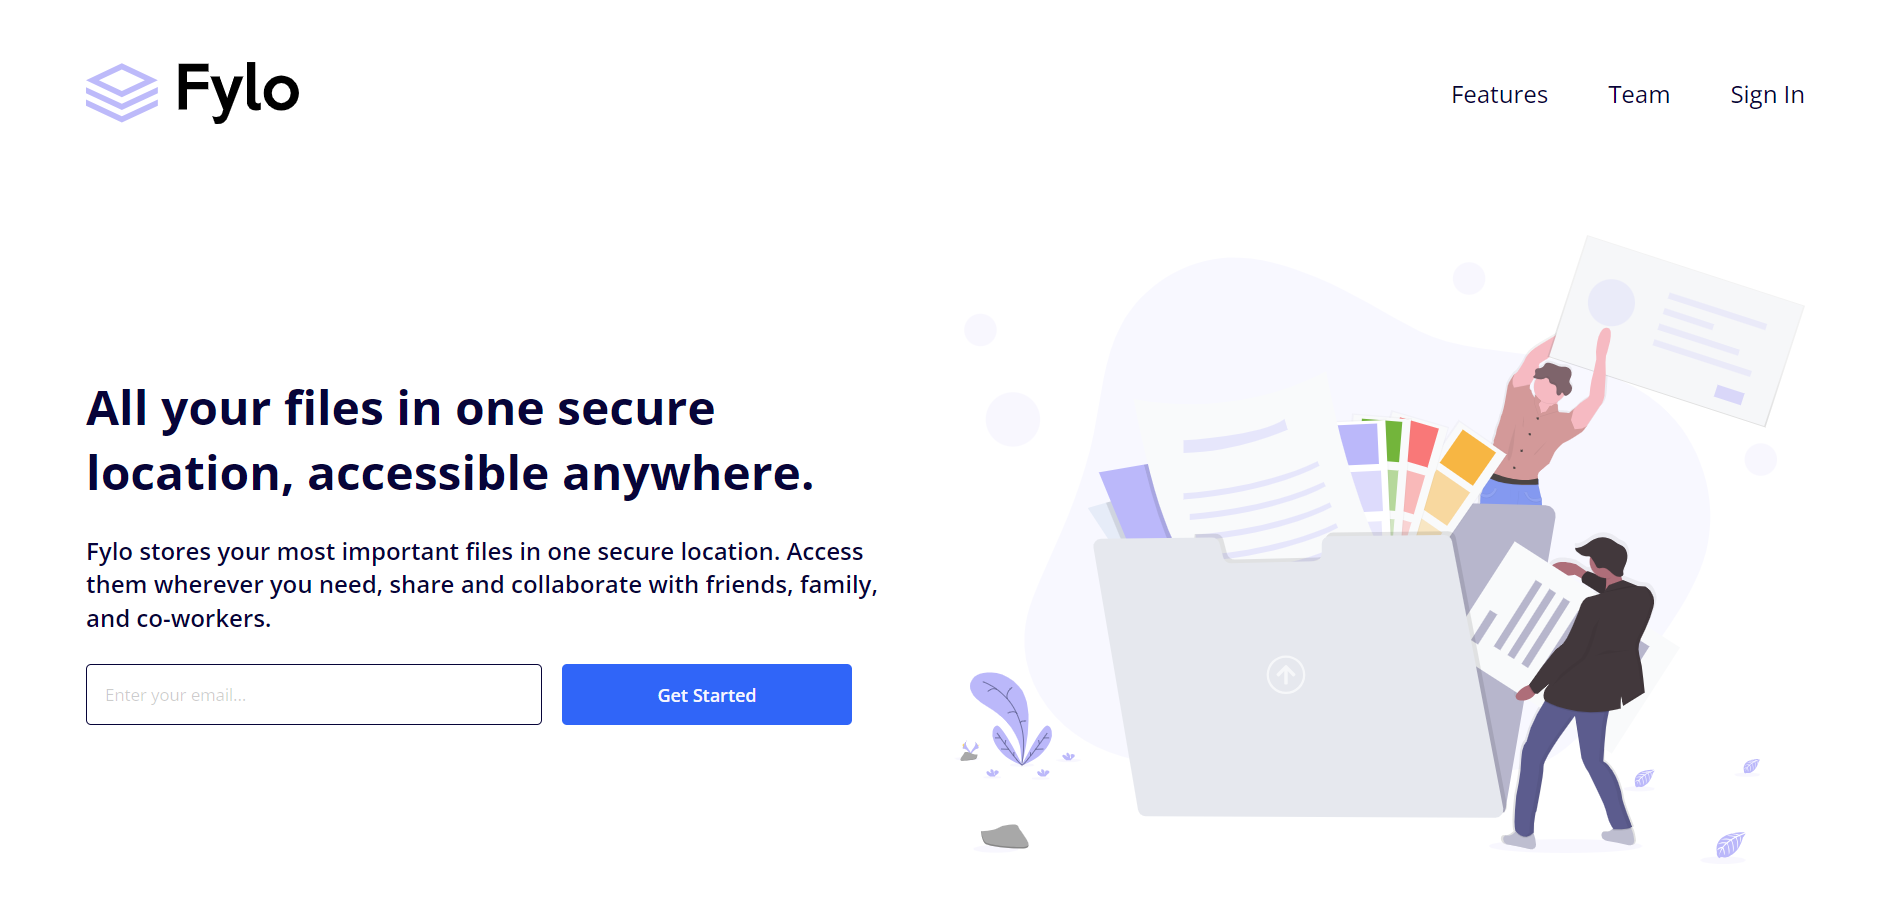 Fylo
Features
Team
Sign In
All your files in one secure
location, accessible anywhere.
Fylo stores your most important files in one secure location. Access
them wherever you need, share and collaborate with friends, family,
and co-workers.
Enter your email...
Get Started